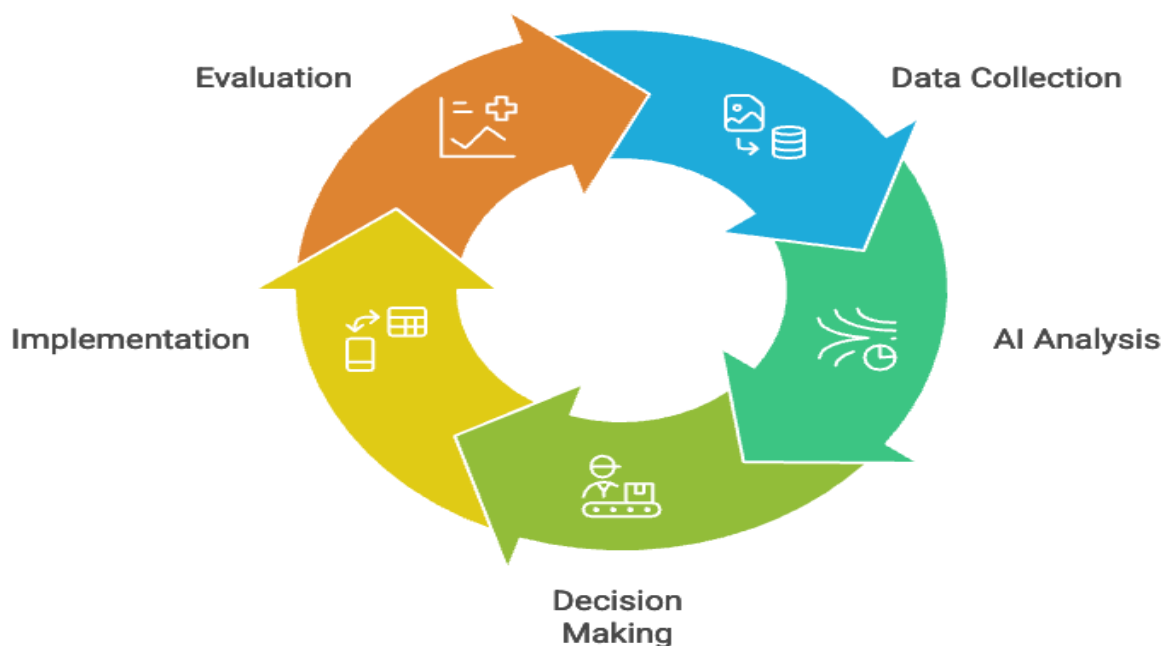 Evaluation
Data Collection
Implementation
AI Analysis
Decision
Making